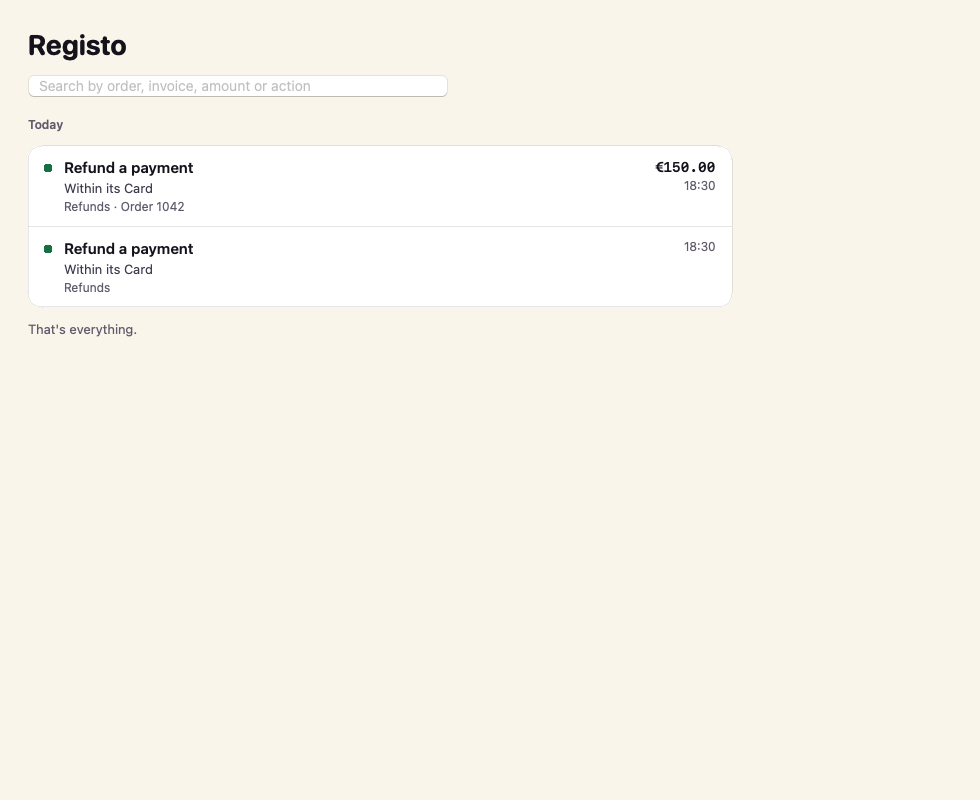 Registo
Search by order, invoice, amount or action
Today
Refund a payment
€150.00
Within its Card
18:30
Refunds · Order 1042
Refund a payment
18:30
Within its Card
Refunds
That's everything.